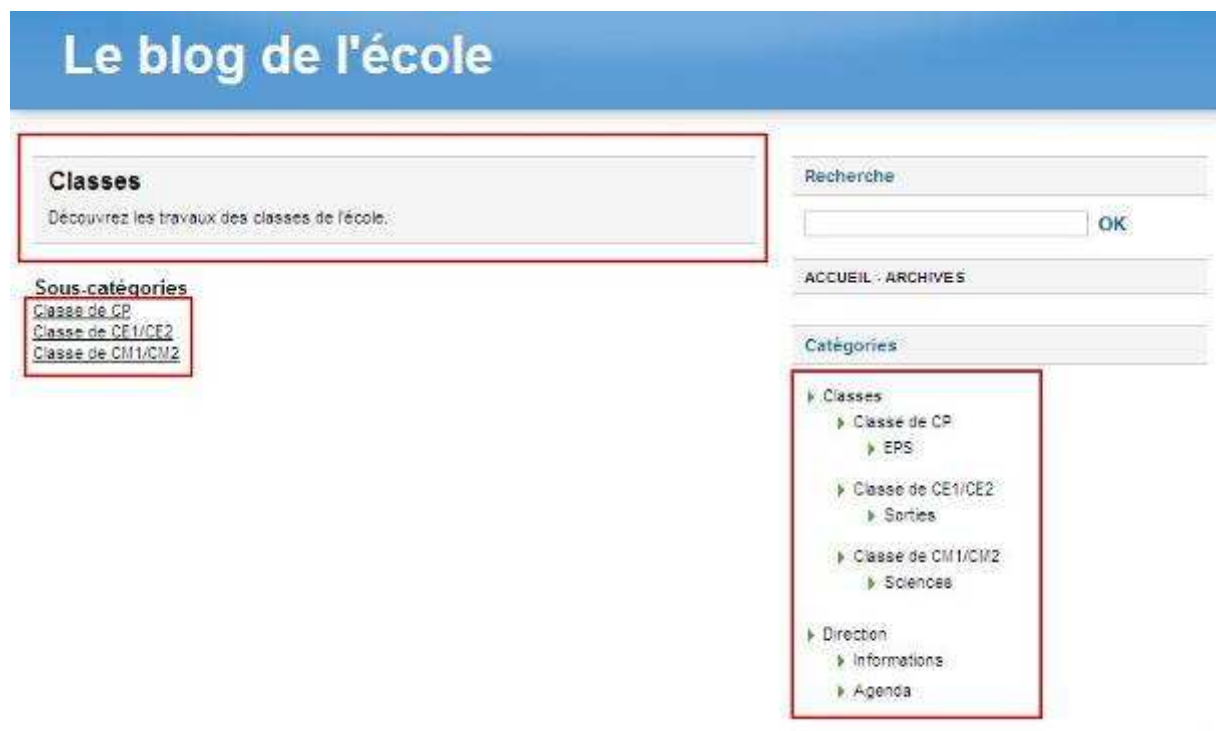 Le blog de l'école
Classes
Découvrez les travaux des classes de l'école.
Sous-catégories
Classe de CP
Classe de CE1/CE2
Classe de CM1/CM2
Recherche
OK
ACCUEIL - ARCHIVES
Catégories
Classes
Classe de CP
EPS
Classe de CE1/CE2
Sorties
Classe de CM1/CM2
Sciences
Direction
Informations
Agenda